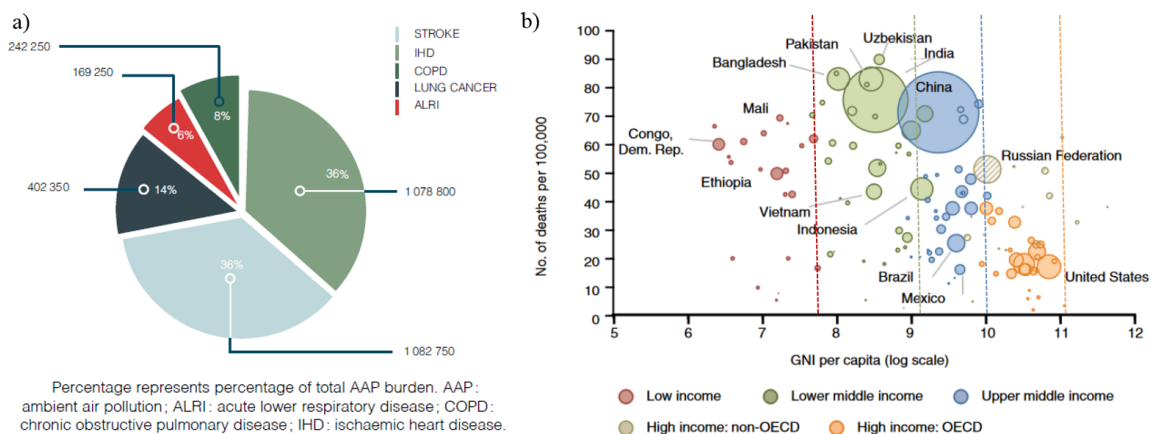 a)
242 250
169 250
402 350
8%
6%
14%
36%
36%
1 078 800
1 082 750
STROKE
IHD
COPD
LUNG CANCER
ALRI
Percentage represents percentage of total AAP burden. AAP:
ambient air pollution; ALRI: acute lower respiratory disease; COPD:
chronic obstructive pulmonary disease; IHD: ischaemic heart disease.
b)
No. of deaths per 100,000
100
90
80
70
60
50
40
30
20
10
0
Pakistan
Uzbekistan
India
Bangladesh
China
Mali
Congo,
Dem. Rep.
Ethiopia
Russian Federation
Vietnam
Indonesia
Brazil
Mexico
United States
5 6 7 8 9 10 11 12
GNI per capita (log scale)
Low income
Lower middle income
Upper middle income
High income: non-OECD
High income: OECD